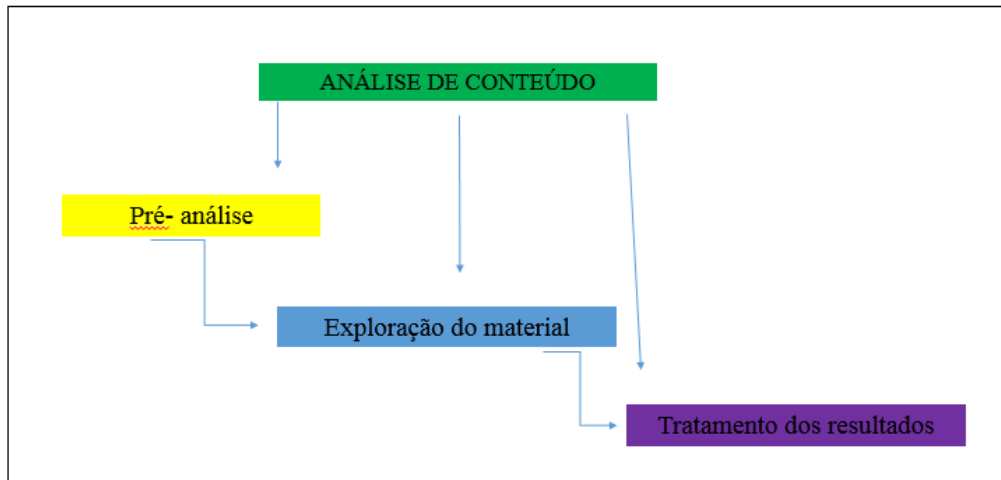 ANÁLISE DE CONTEÚDO
Pré- análise
Exploração do material
Tratamento dos resultados